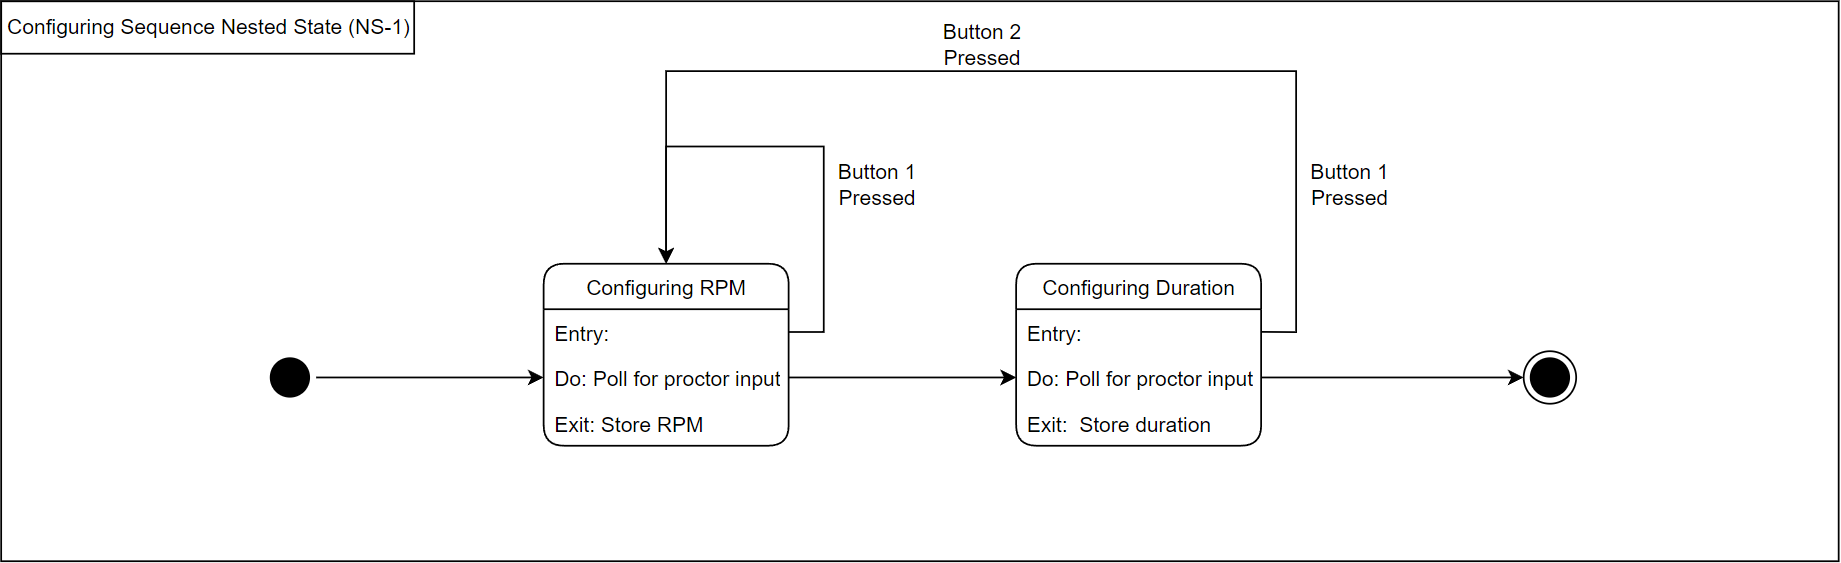 Configuring Sequence Nested State (NS-1)
Button 2
Pressed
Button 1
Pressed
Button 1
Pressed
Configuring RPM
Entry:
Do: Poll for proctor input
Exit: Store RPM
Configuring Duration
Entry:
Do: Poll for proctor input
Exit:  Store duration